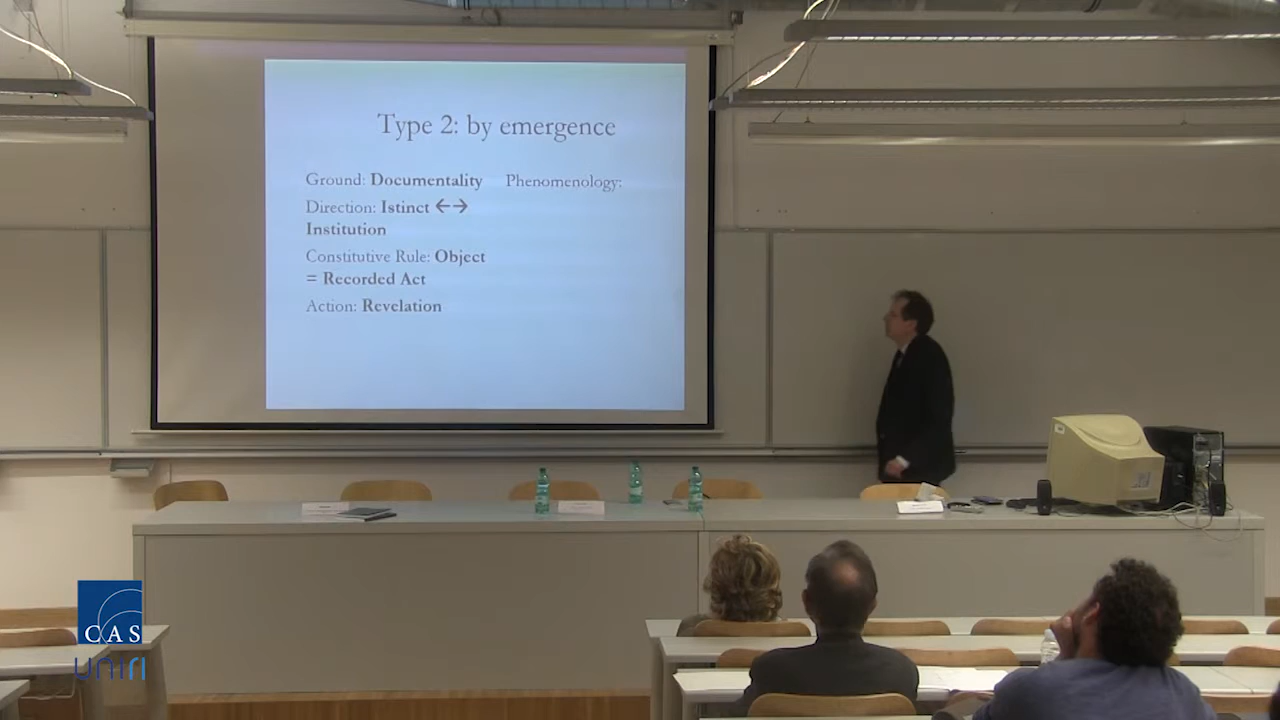 Type 2: by emergence
Ground: Documentality
Direction: Istinct ←→
Institution
Constitutive Rule: Object
= Recorded Act
Action: Revelation
Phenomenology:
CAS
uniri